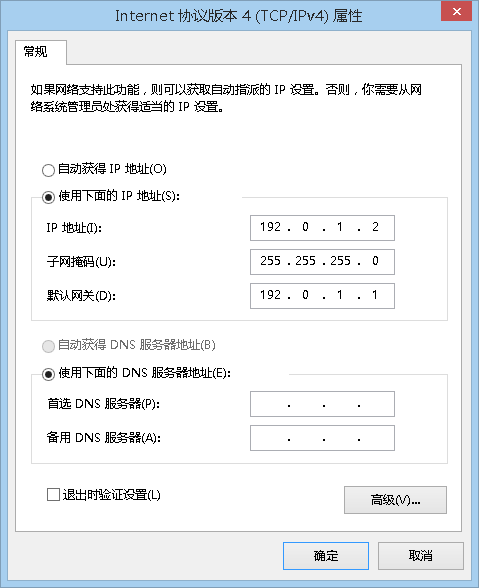 Internet 协议版本 4 (TCP/IPv4) 属性
常规
如果网络支持此功能，则可以获取自动指派的 IP 设置。否则，你需要从网
络系统管理员处获得适当的 IP 设置。
自动获得 IP 地址(O)
使用下面的 IP 地址(S):
IP 地址(I): 192 . 0 . 1 . 2
子网掩码(U): 255 . 255 . 255 . 0
默认网关(D): 192 . 0 . 1 . 1
自动获得 DNS 服务器地址(B)
使用下面的 DNS 服务器地址(E):
首选 DNS 服务器(P): . . .
备用 DNS 服务器(A): . . .
退出时验证设置(L)
高级(V)...
确定 取消